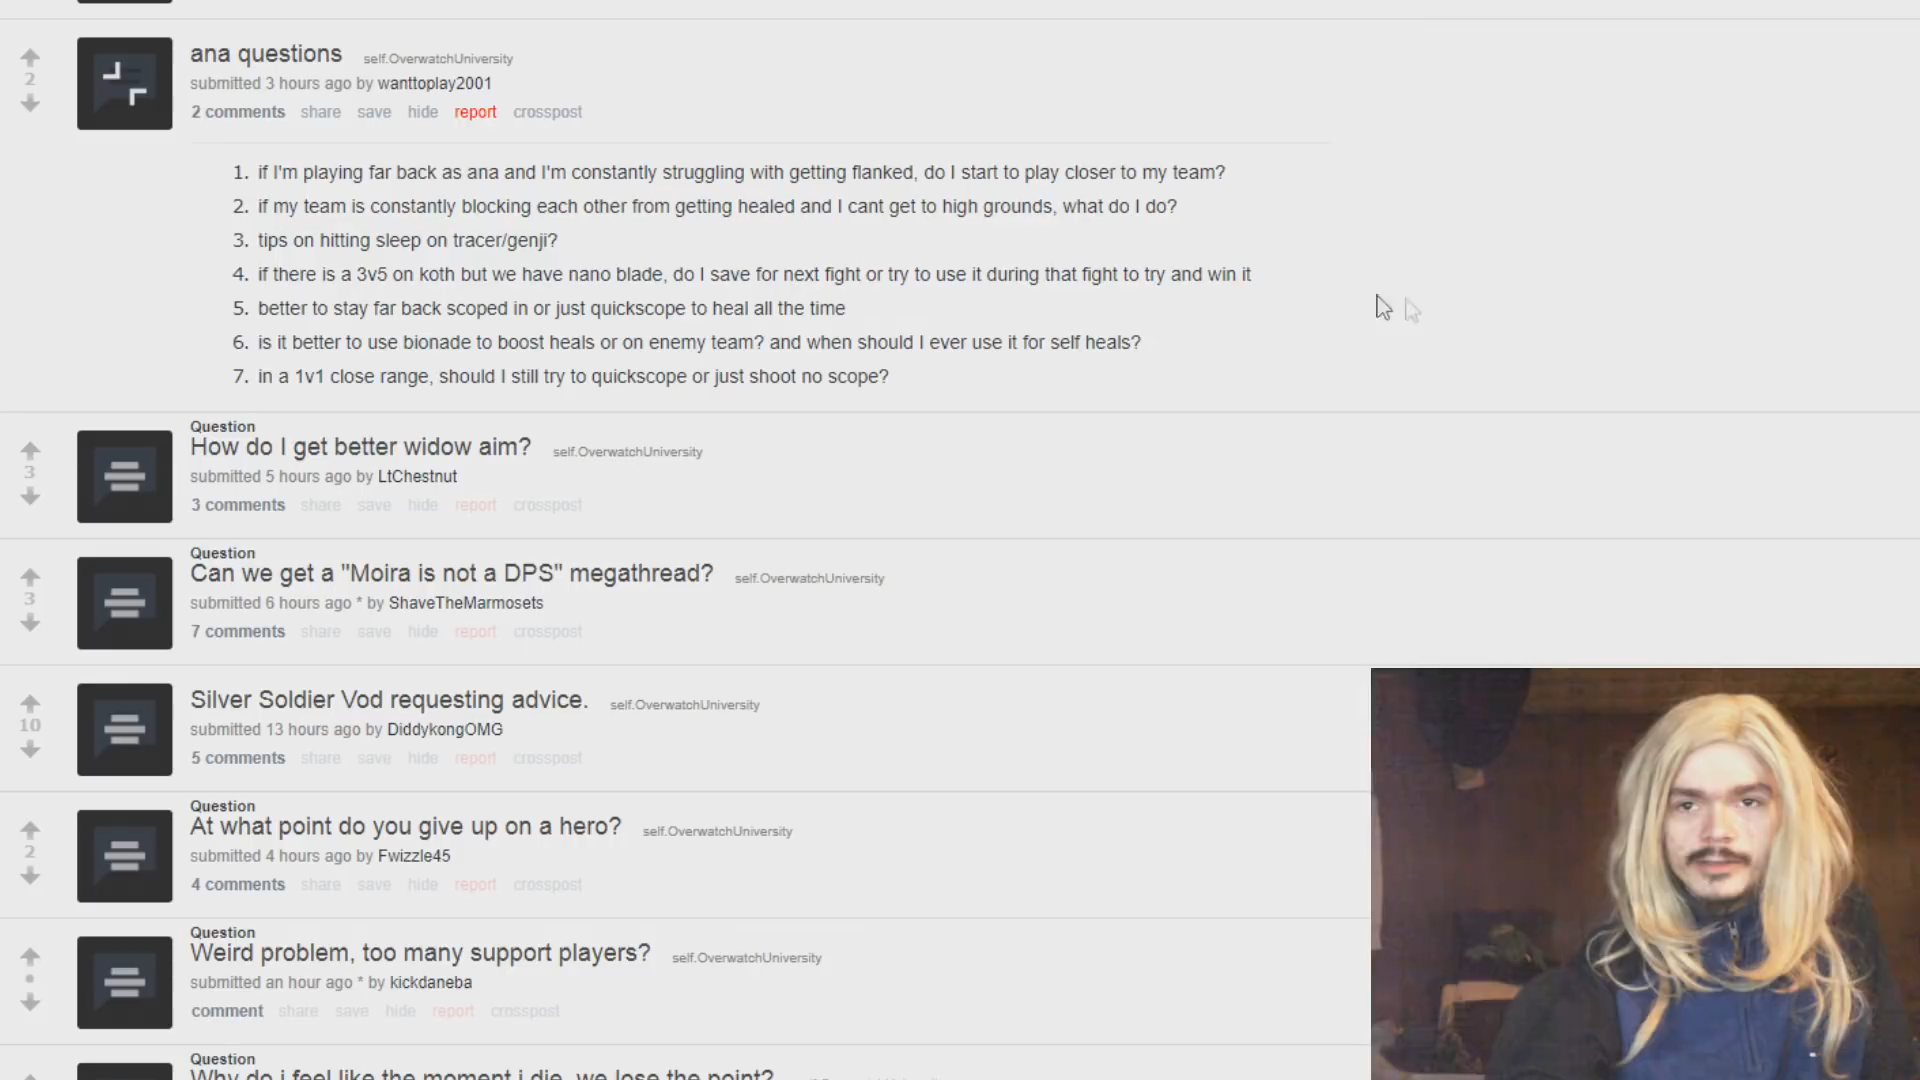 ana questions self.OverwatchUniversity
2
submitted 3 hours ago by wanttoplay2001
2 comments share save hide report crosspost
1. if I'm playing far back as ana and I'm constantly struggling with getting flanked, do I start to play closer to my team?
2. if my team is constantly blocking each other from getting healed and I cant get to high grounds, what do I do?
3. tips on hitting sleep on tracer/genji?
4. if there is a 3v5 on koth but we have nano blade, do I save for next fight or try to use it during that fight to try and win it
5. better to stay far back scoped in or just quickscope to heal all the time
6. is it better to use bionade to boost heals or on enemy team? and when should I ever use it for self heals?
7. in a 1v1 close range, should I still try to quickscope or just shoot no scope?
Question
How do I get better widow aim? self.OverwatchUniversity
3
submitted 5 hours ago by LtChestnut
3 comments share save hide report crosspost
Question
Can we get a "Moira is not a DPS" megathread? self.OverwatchUniversity
3
submitted 6 hours ago * by ShaveTheMarmosets
7 comments share save hide report crosspost
Silver Soldier Vod requesting advice. self.OverwatchUniversity
10
submitted 13 hours ago by DiddykongOMG
5 comments share save hide report crosspost
Question
At what point do you give up on a hero? self.OverwatchUniversity
2
submitted 4 hours ago by Fwizzle45
4 comments share save hide report crosspost
Question
Weird problem, too many support players? self.OverwatchUniversity
•
submitted an hour ago * by kickdaneba
comment share save hide report crosspost
Question
Why do i feel like the moment i die, we lose the point?